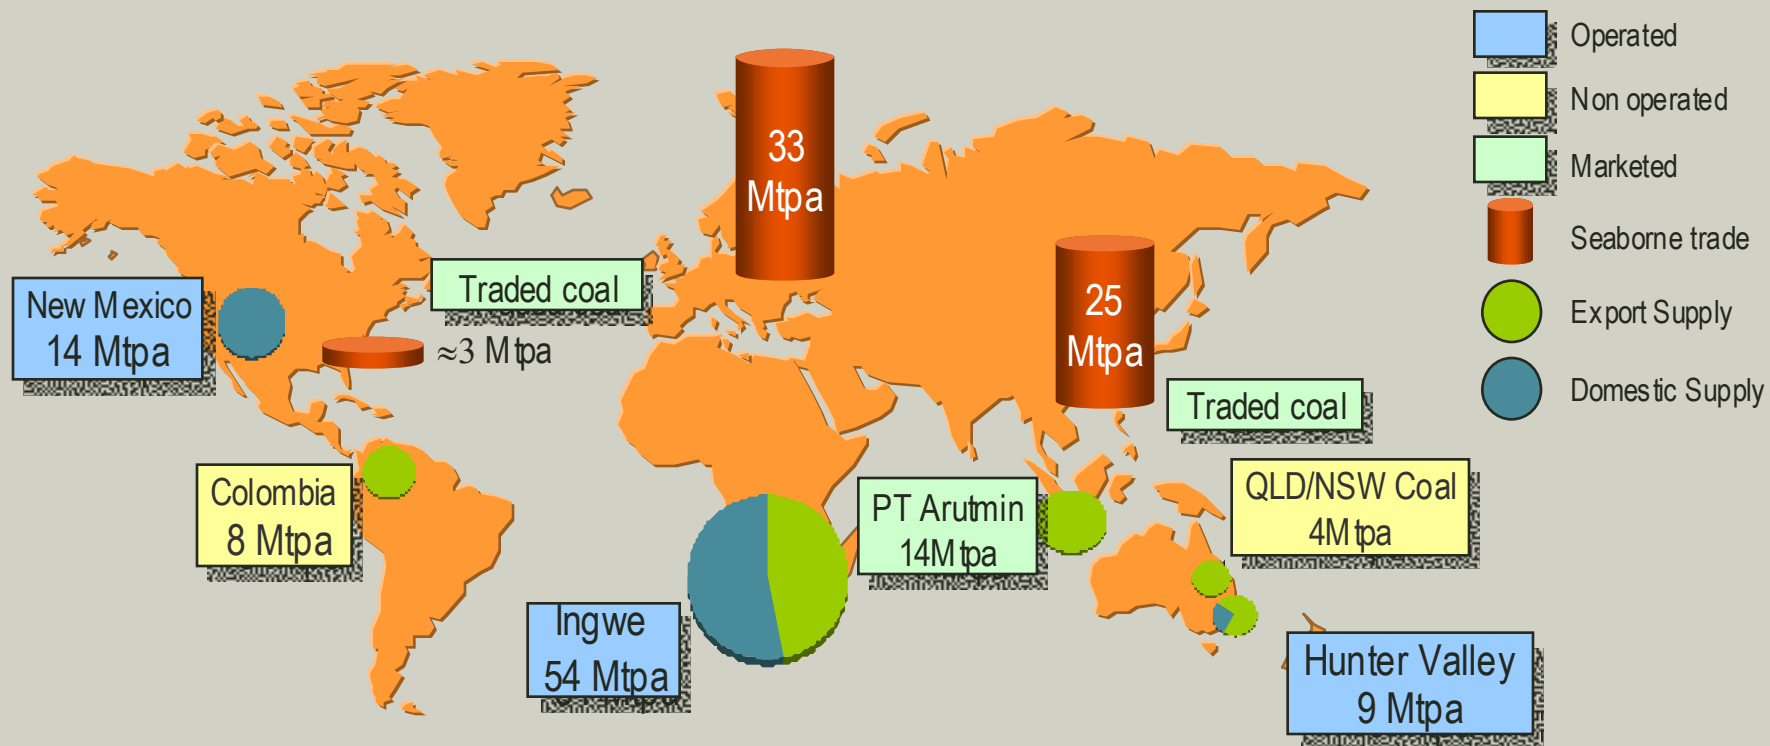 Operated
Non operated
Marketed
Seaborne trade
Export Supply
Domestic Supply
33
Mtpa
25
Mtpa
Traded coal
≈3 Mtpa
New Mexico
14 Mtpa
Traded coal
Colombia
8 Mtpa
PT Arutmin
14Mtpa
QLD/NSW Coal
4Mtpa
Ingwe
54 Mtpa
Hunter Valley
9 Mtpa